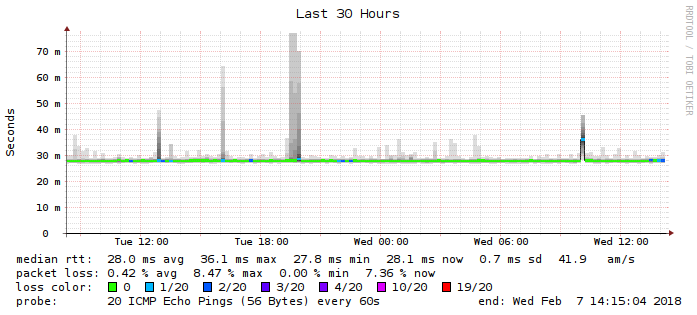 Last 30 Hours
RRDTOOL / TOBI OETIKER
Seconds
70 m
60 m
50 m
40 m
30 m
20 m
10 m
0
Tue 12:00 Tue 18:00 Wed 00:00 Wed 06:00 Wed 12:00
median rtt: 28.0 ms avg 36.1 ms max 27.8 ms min 28.1 ms now 0.7 ms sd 41.9 am/s
packet loss: 0.42 % avg 8.47 % max 0.00 % min 7.36 % now
loss color: 0 1/20 2/20 3/20 4/20 10/20 19/20
probe: 20 ICMP Echo Pings (56 Bytes) every 60s end: Wed Feb 7 14:15:04 2018